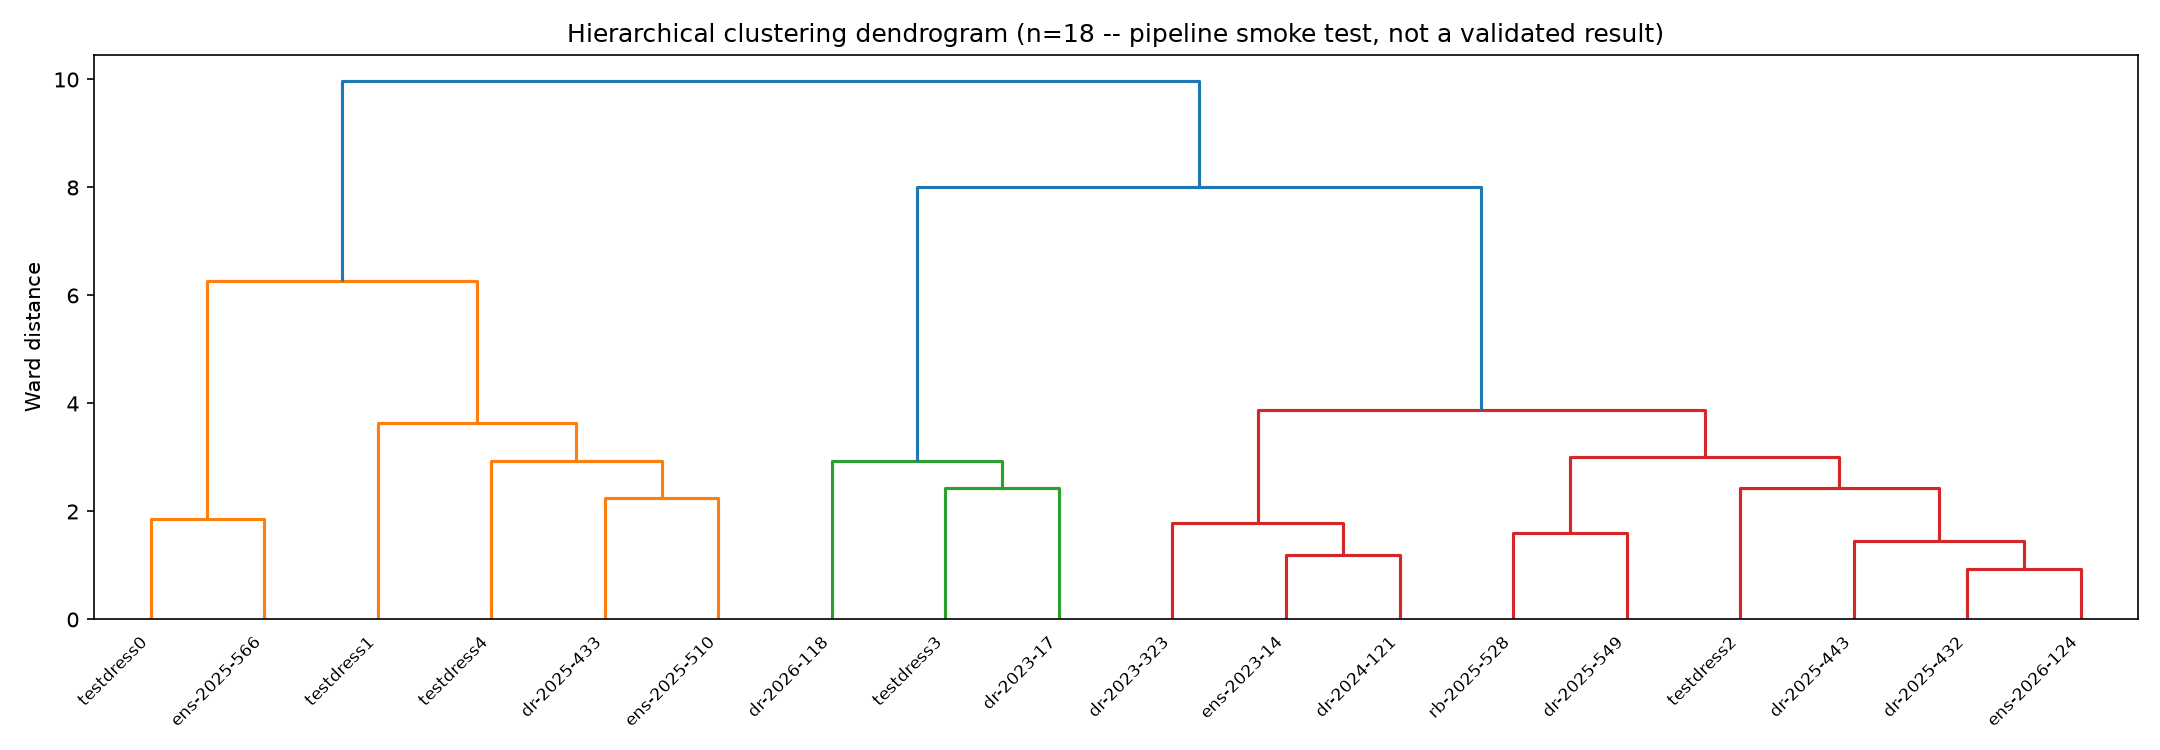 Hierarchical clustering dendrogram (n=18 -- pipeline smoke test, not a validated result)
10
8
6
4
2
0
Ward distance
testdress0
ens-2025-566
testdress1
testdress4
dr-2025-433
ens-2025-510
dr-2026-118
testdress3
dr-2023-17
dr-2023-323
ens-2023-14
dr-2024-121
rb-2025-528
dr-2025-549
testdress2
dr-2025-443
dr-2025-432
ens-2026-124